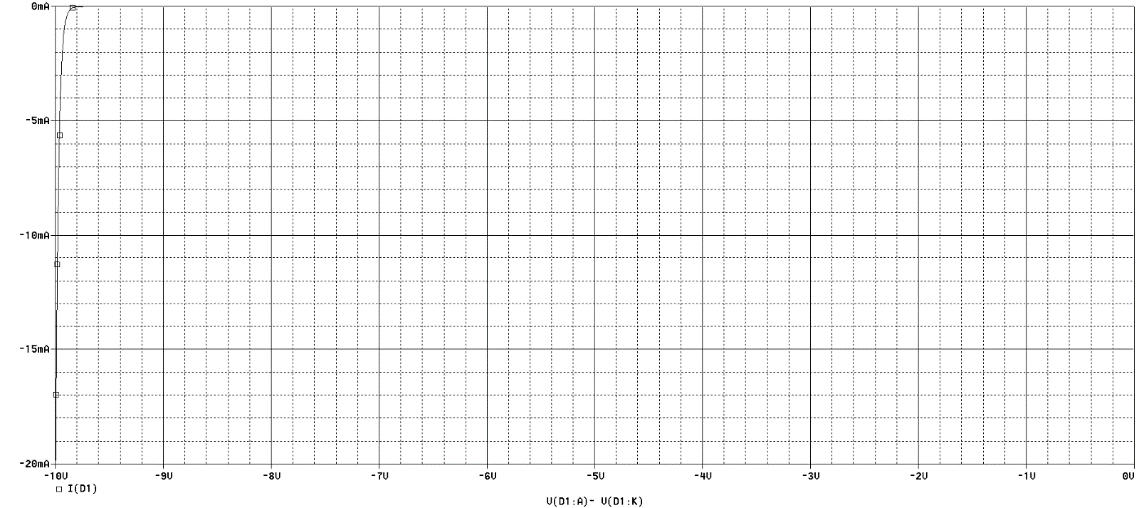 0mA
-5mA
-10mA
-15mA
-20mA
-10V -9V -8V -7V -6V -5V -4V -3V -2V -1V 0V
I(D1)
V(D1:A)- V(D1:K)